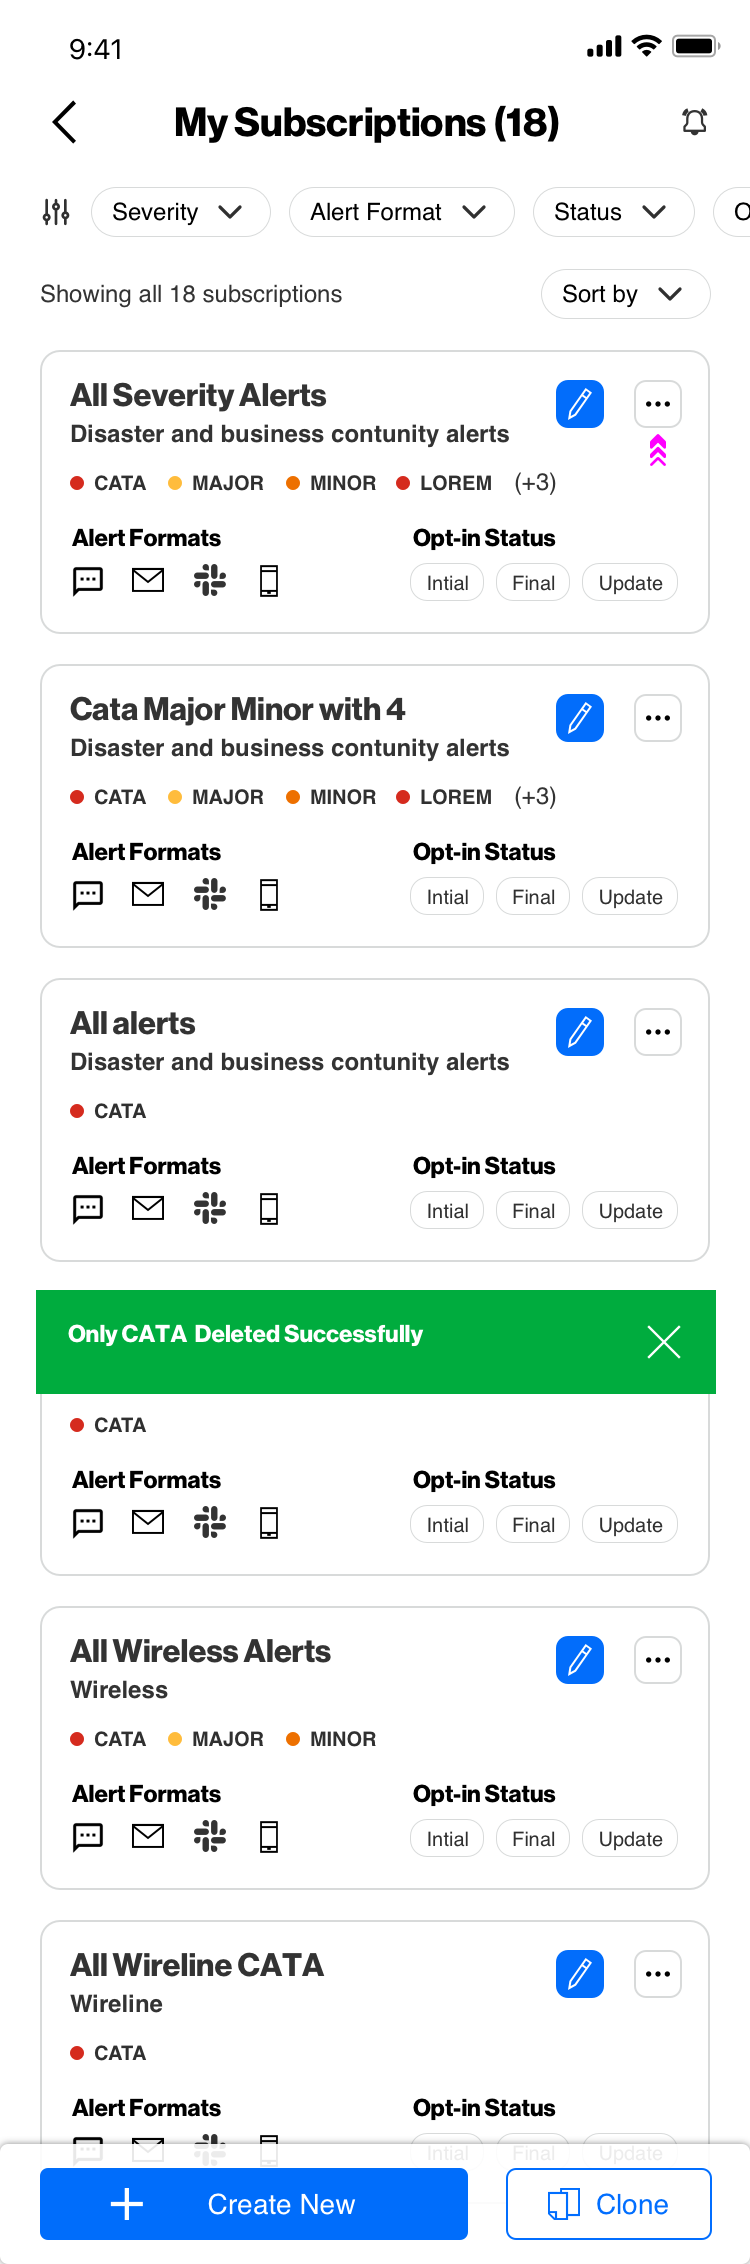 9:41
My Subscriptions (18)
Severity
Alert Format
Status
O
Showing all 18 subscriptions
Sort by
All Severity Alerts
Disaster and business contunity alerts
CATA MAJOR MINOR LOREM (+3)
Alert Formats Opt-in Status
Intial Final Update
Cata Major Minor with 4
Disaster and business contunity alerts
CATA MAJOR MINOR LOREM (+3)
Alert Formats Opt-in Status
Intial Final Update
All alerts
Disaster and business contunity alerts
CATA
Alert Formats Opt-in Status
Intial Final Update
Only CATA Deleted Successfully
CATA
Alert Formats Opt-in Status
Intial Final Update
All Wireless Alerts
Wireless
CATA MAJOR MINOR
Alert Formats Opt-in Status
Intial Final Update
All Wireline CATA
Wireline
CATA
Alert Formats Opt-in Status
Intial Final Update
Create New Clone